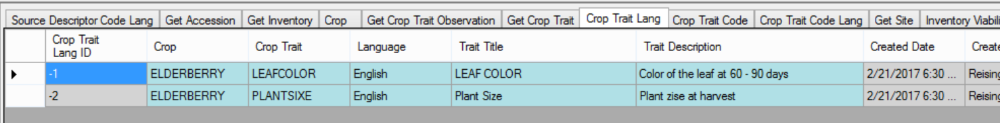 Source Descriptor Code Lang Get Accession Get Inventory Crop Get Crop Trait Observation Get Crop Trait Crop Trait Lang Crop Trait Code Crop Trait Code Lang Get Site Inventory Viabili
Crop Trait Lang ID Crop Crop Trait Language Trait Title Trait Description Created Date Create
-1 ELDERBERRY LEAFCOLOR English LEAF COLOR Color of the leaf at 60 - 90 days 2/21/2017 6:30 ... Reising
-2 ELDERBERRY PLANTSIXE English Plant Size Plant zise at harvest 2/21/2017 6:30 ... Reising